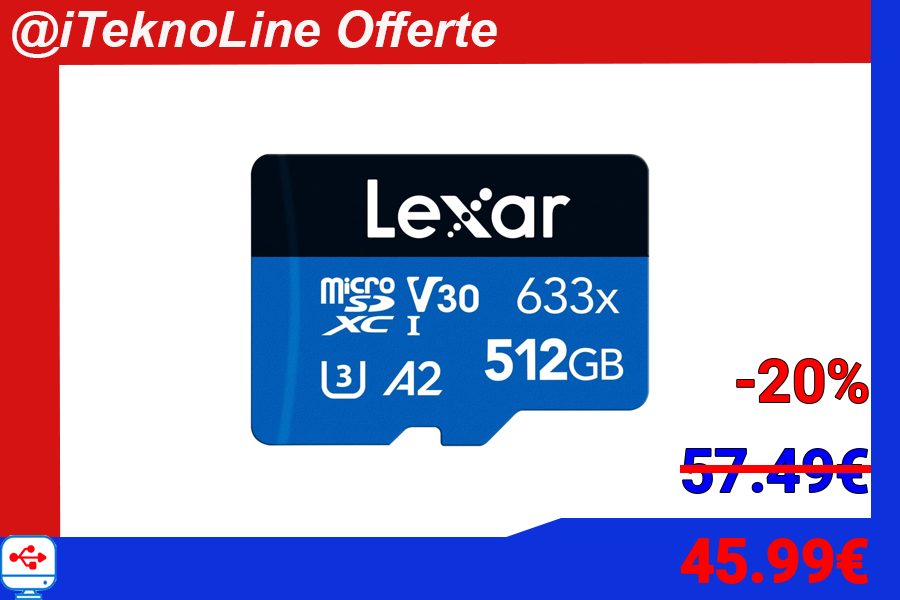 @iTeknoLine Offerte
Lexar
micro SD XC I V30 633x
U3 A2 512GB
-20%
57.49€
45.99€